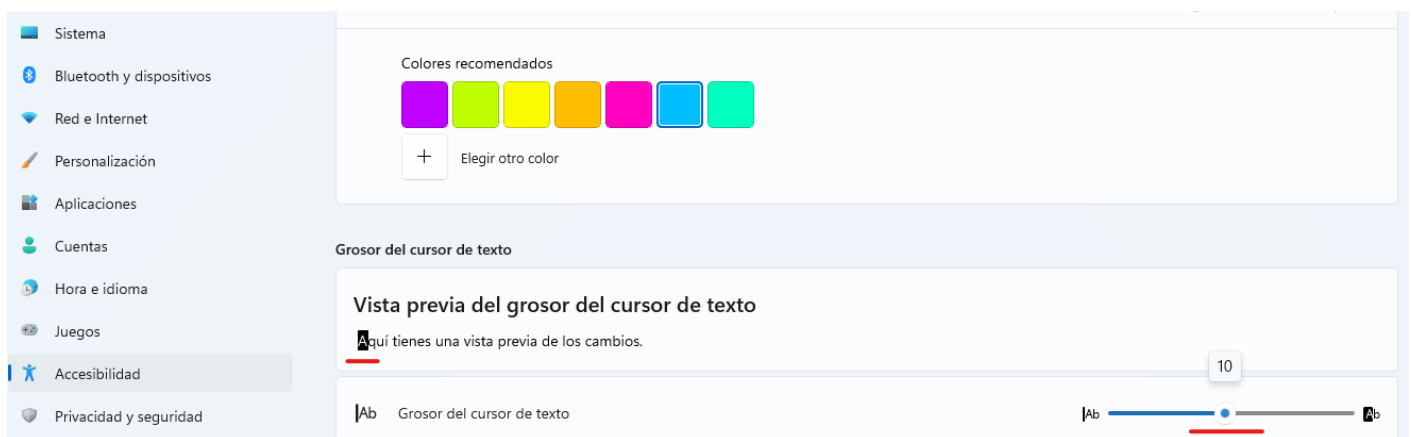 Sistema
Bluetooth y dispositivos
Red e Internet
Personalización
Aplicaciones
Cuentas
Hora e idioma
Juegos
Accesibilidad
Privacidad y seguridad
Colores recomendados
Elegir otro color
Grosor del cursor de texto
Vista previa del grosor del cursor de texto
Aquí tienes una vista previa de los cambios.
10
Ab Grosor del cursor de texto Ab Ab